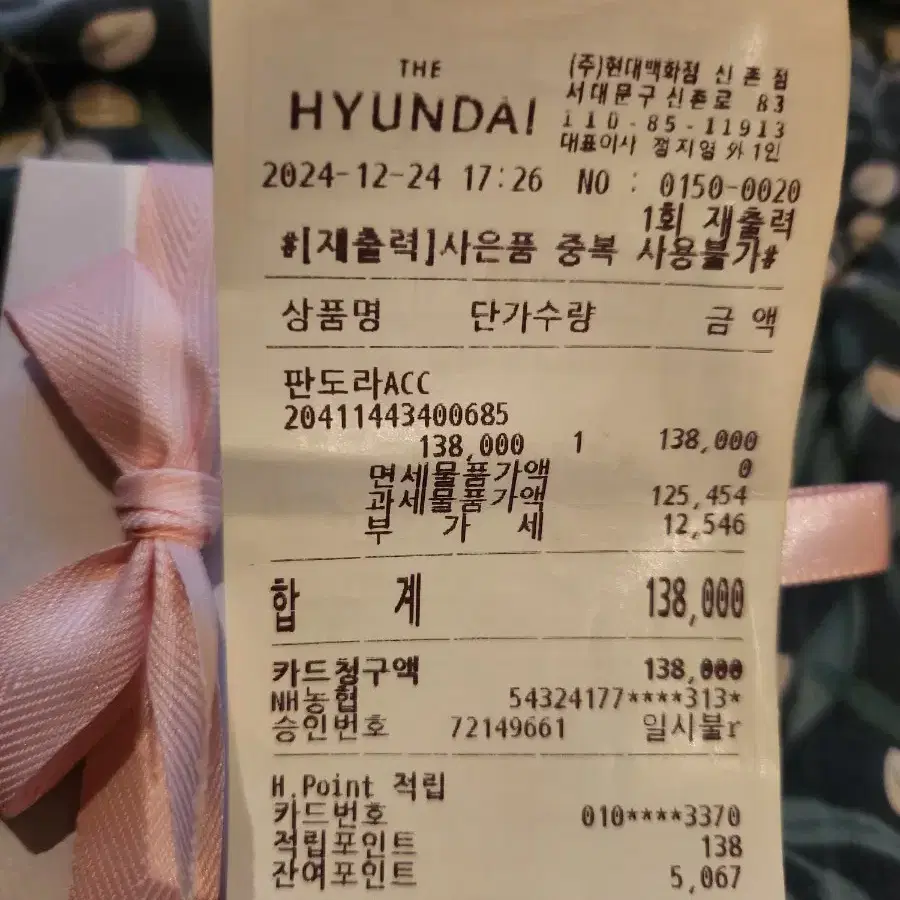 THE
HYUNDAI
(주)현대백화점 신촌점
서대문구 신촌로 83
110-85-11913
대표이사 정지영 外 1인
2024-12-24 17:26 NO : 0150-0020
1회 재출력
#[재출력]사은품 중복 사용불가#
상품명 단가수량 금 액
판도라ACC
20411443400685
138,000 1 138,000
면세물품가액 0
과세물품가액 125,454
부 가 세 12,546
합 계 138,000
카드청구액 138,000
NH농협 54324177****313*
승인번호 72149661 일시불r
H.Point 적립
카드번호 010****3370
적립포인트 138
잔여포인트 5,067